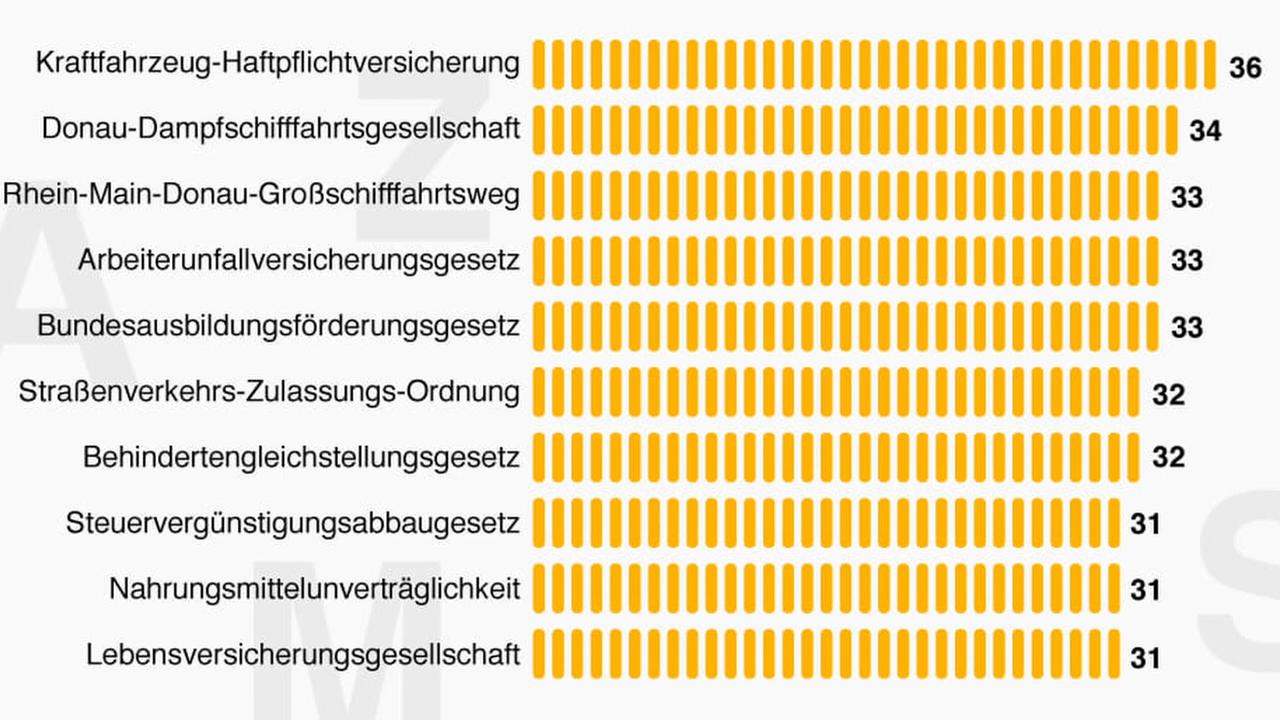 Kraftfahrzeug-Haftpflichtversicherung 36
Donau-Dampfschifffahrtsgesellschaft 34
Rhein-Main-Donau-Großschifffahrtsweg 33
Arbeiterunfallversicherungsgesetz 33
Bundesausbildungsförderungsgesetz 33
Straßenverkehrs-Zulassungs-Ordnung 32
Behindertengleichstellungsgesetz 32
Steuervergünstigungsabbaugesetz 31
Nahrungsmittelunverträglichkeit 31
Lebensversicherungsgesellschaft 31
Z
A
S
M